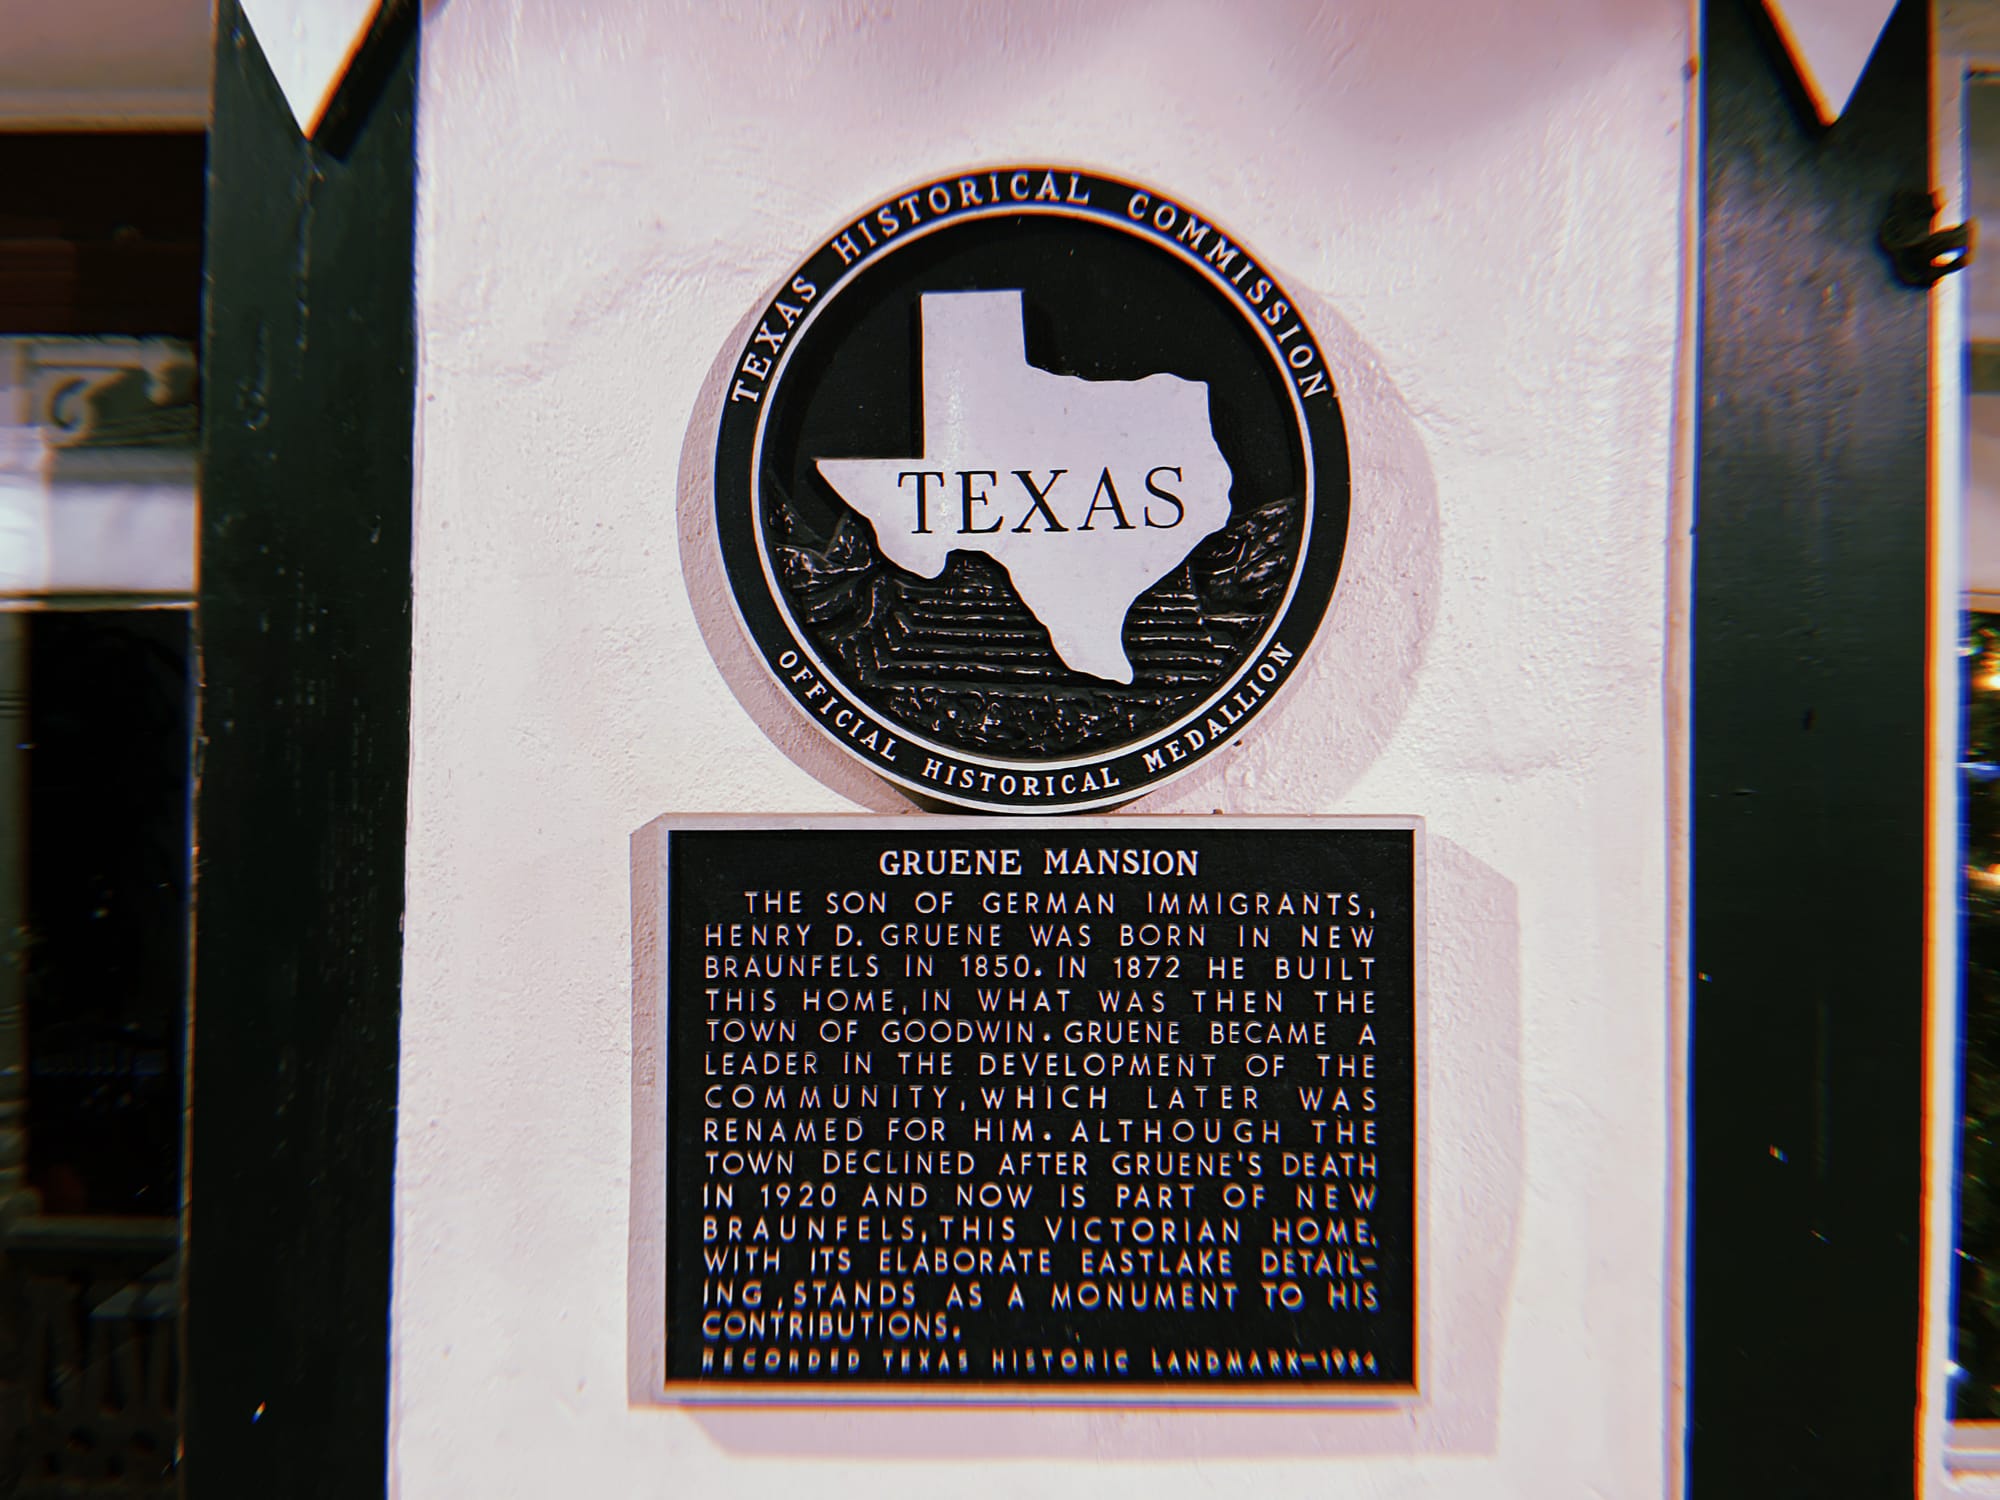 TEXAS HISTORICAL COMMISSION
TEXAS
OFFICIAL HISTORICAL MEDALLION
GRUENE MANSION
THE SON OF GERMAN IMMIGRANTS,
HENRY D. GRUENE WAS BORN IN NEW
BRAUNFELS IN 1850. IN 1872 HE BUILT
THIS HOME, IN WHAT WAS THEN THE
TOWN OF GOODWIN. GRUENE BECAME A
LEADER IN THE DEVELOPMENT OF THE
COMMUNITY, WHICH LATER WAS
RENAMED FOR HIM. ALTHOUGH THE
TOWN DECLINED AFTER GRUENE'S DEATH
IN 1920 AND NOW IS PART OF NEW
BRAUNFELS, THIS VICTORIAN HOME,
WITH ITS ELABORATE EASTLAKE DETAIL-
ING, STANDS AS A MONUMENT TO HIS
CONTRIBUTIONS.
RECORDED TEXAS HISTORIC LANDMARK-1984